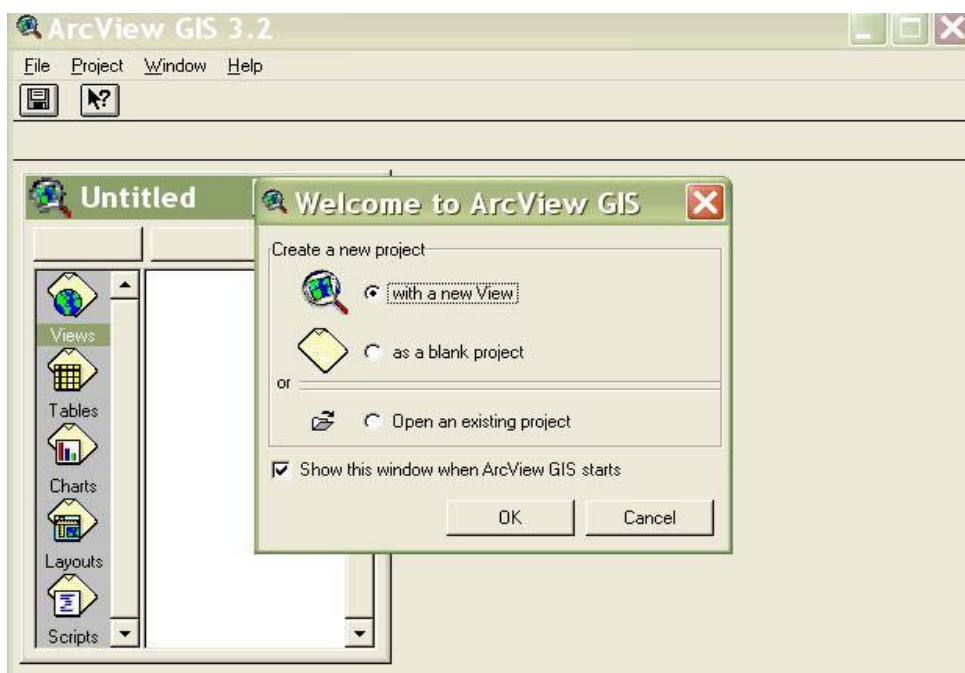 ArcView GIS 3.2
File Project Window Help
Untitled
Welcome to ArcView GIS
Create a new project
with a new View
as a blank project
or
Open an existing project
Show this window when ArcView GIS starts
OK Cancel
Views
Tables
Charts
Layouts
Scripts